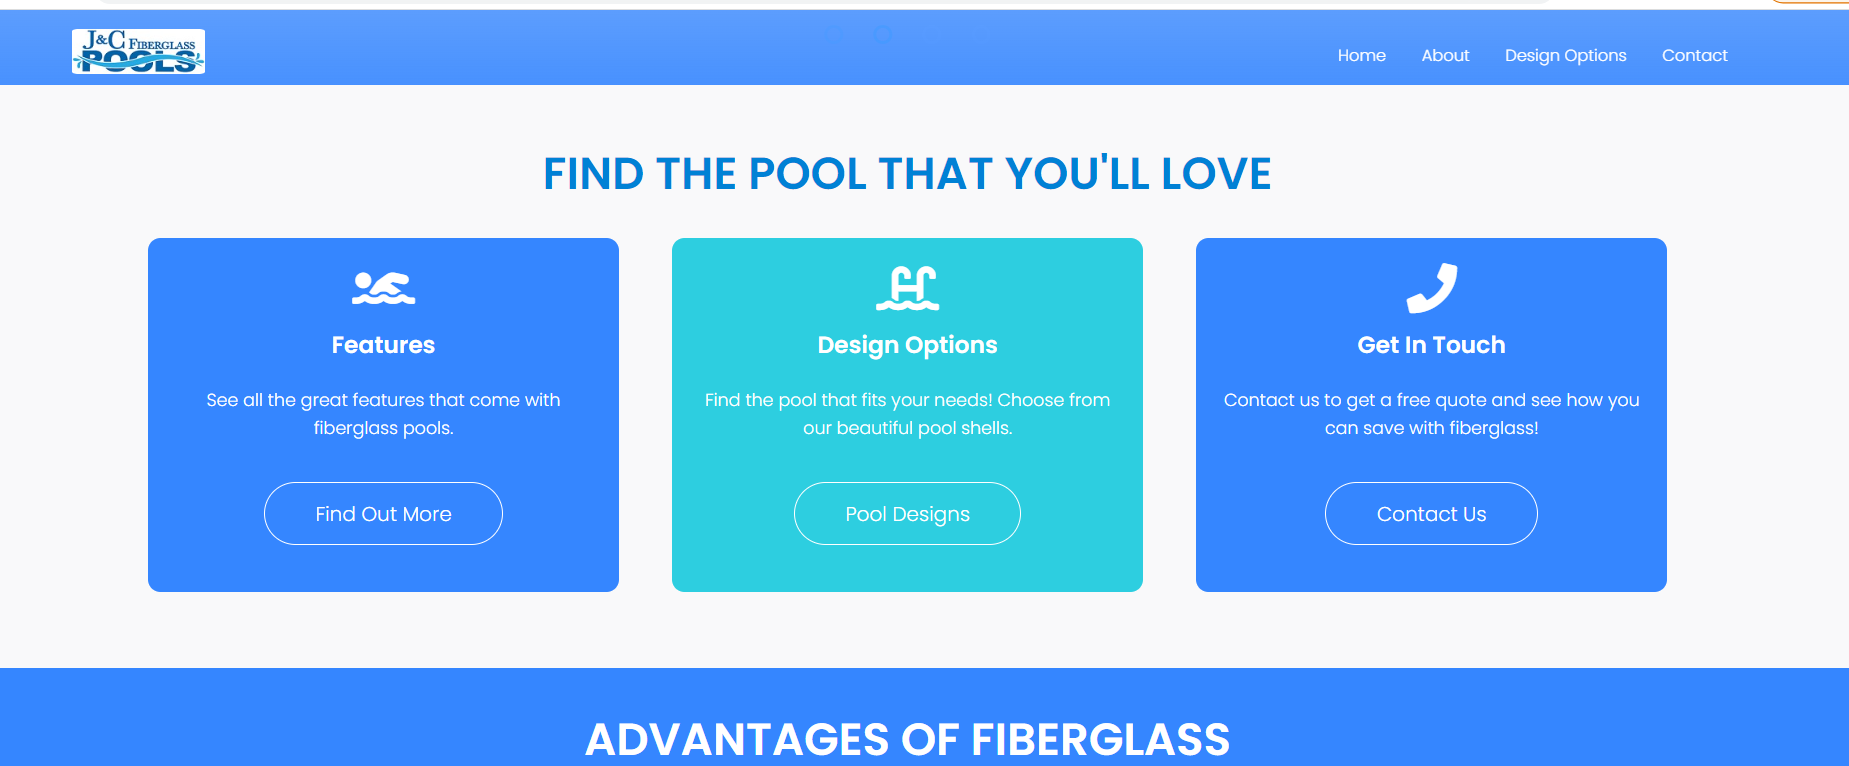 J&C FIBERGLASS
POOLS
Home About Design Options Contact
FIND THE POOL THAT YOU'LL LOVE
Features
See all the great features that come with
fiberglass pools.
Find Out More
Design Options
Find the pool that fits your needs! Choose from
our beautiful pool shells.
Pool Designs
Get In Touch
Contact us to get a free quote and see how you
can save with fiberglass!
Contact Us
ADVANTAGES OF FIBERGLASS